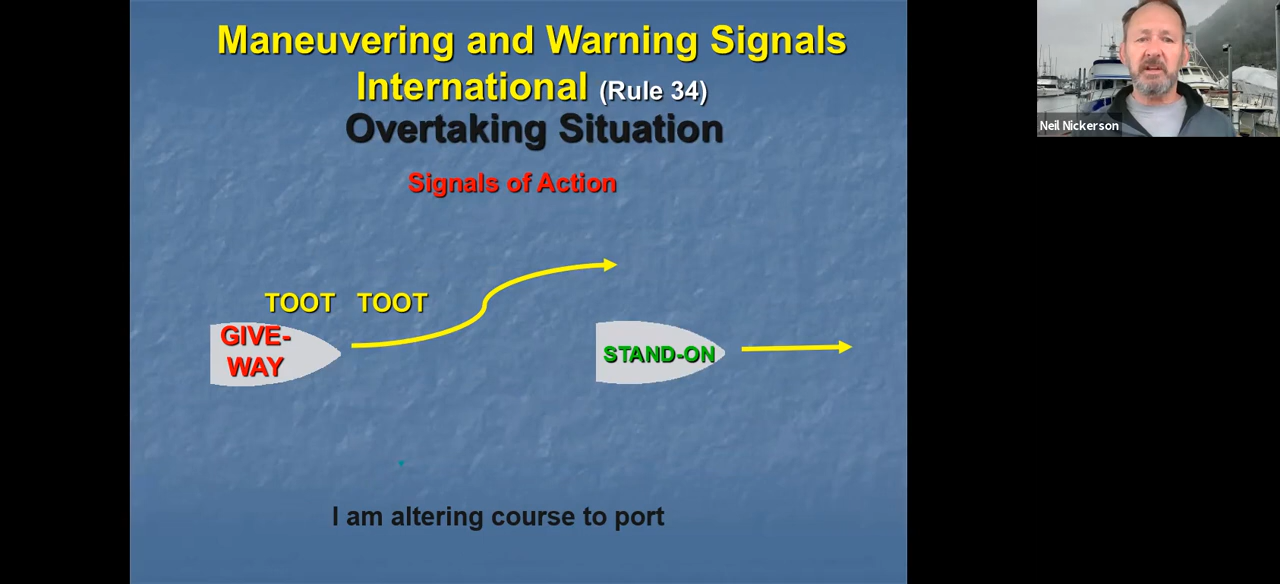 Maneuvering and Warning Signals
International (Rule 34)
Overtaking Situation
Signals of Action
TOOT TOOT
GIVE-
WAY
STAND-ON
I am altering course to port
Neil Nickerson